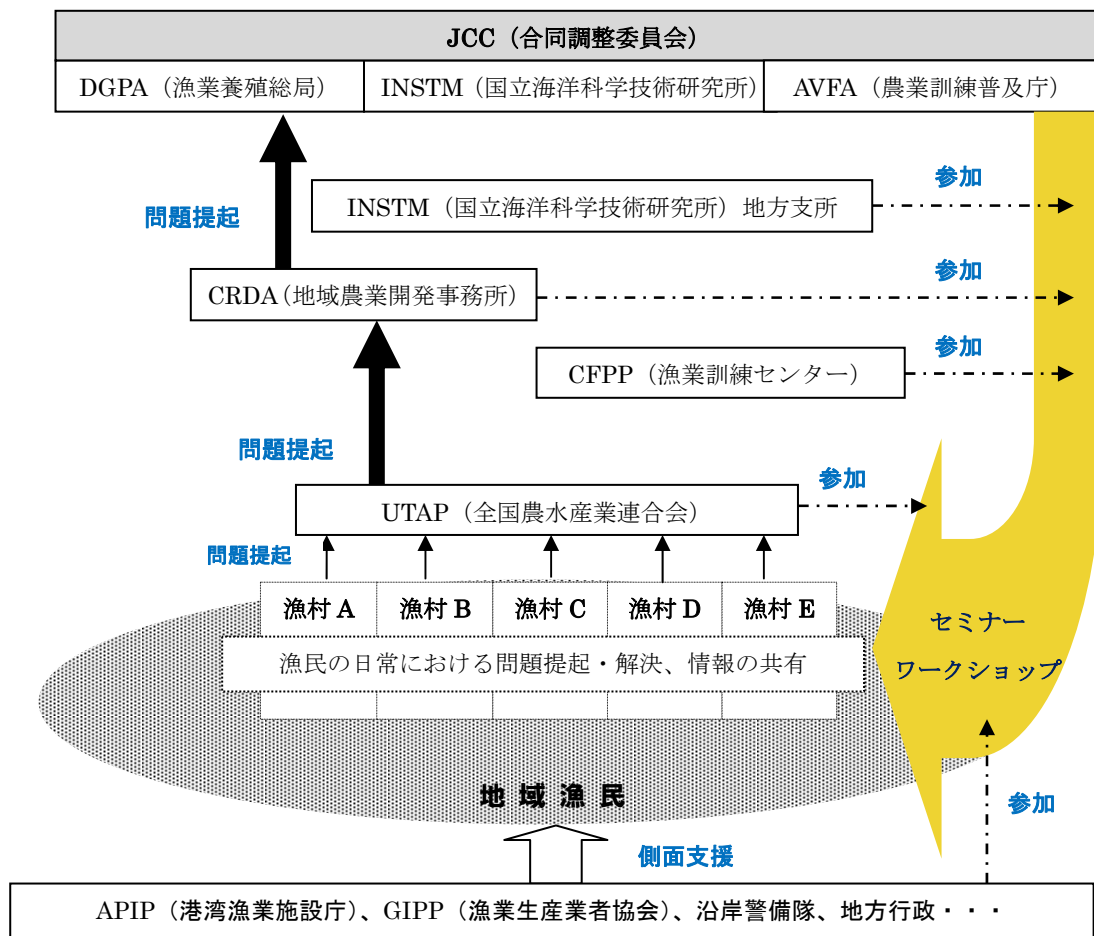 JCC（合同調整委員会）
DGPA（漁業養殖総局）
INSTM（国立海洋科学技術研究所）
AVFA（農業訓練普及庁）
参加
INSTM（国立海洋科学技術研究所）地方支所
問題提起
参加
CRDA（地域農業開発事務所）
参加
CFPP（漁業訓練センター）
問題提起
参加
UTAP（全国農水産業連合会）
問題提起
漁村 A
漁村 B
漁村 C
漁村 D
漁村 E
セミナー
ワークショップ
漁民の日常における問題提起・解決、情報の共有
地 域 漁 民
参加
側面支援
APIP（港湾漁業施設庁）、GIPP（漁業生産業者協会）、沿岸警備隊、地方行政・・・